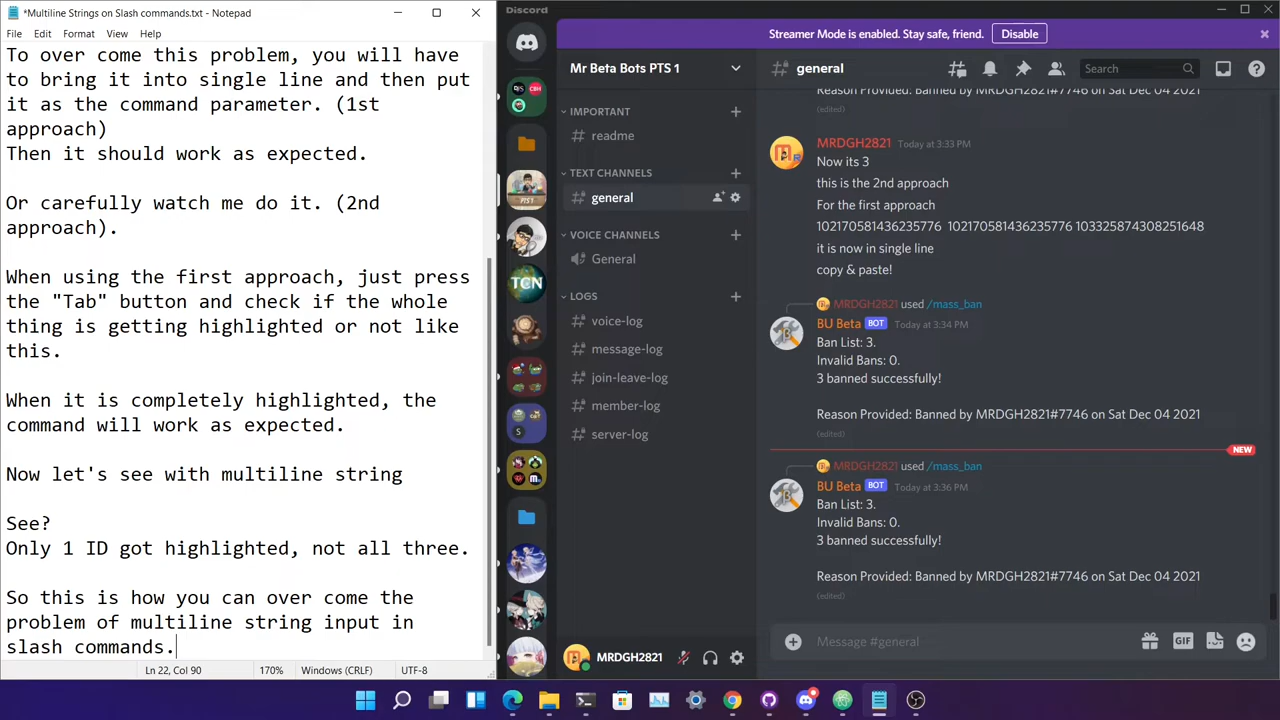 *Multiline Strings on Slash commands.txt - Notepad
File Edit Format View Help
To over come this problem, you will have
to bring it into single line and then put
it as the command parameter. (1st
approach)
Then it should work as expected.
Or carefully watch me do it. (2nd
approach).
When using the first approach, just press
the "Tab" button and check if the whole
thing is getting highlighted or not like
this.
When it is completely highlighted, the
command will work as expected.
Now let's see with multiline string
See?
Only 1 ID got highlighted, not all three.
So this is how you can over come the
problem of multiline string input in
slash commands.
Ln 22, Col 90 170% Windows (CRLF) UTF-8
Discord
Streamer Mode is enabled. Stay safe, friend. Disable
Mr Beta Bots PTS 1
IMPORTANT
readme
TEXT CHANNELS
general
VOICE CHANNELS
General
LOGS
voice-log
message-log
join-leave-log
member-log
server-log
MRDGH2821
TCN
general
Search
Reason Provided: Banned by MRDGH2821#7746 on Sat Dec 04 2021
(edited)
MRDGH2821 Today at 3:33 PM
Now its 3
this is the 2nd approach
For the first approach
102170581436235776 102170581436235776 103325874308251648
it is now in single line
copy & paste!
MRDGH2821 used /mass_ban
BU Beta BOT Today at 3:34 PM
Ban List: 3.
Invalid Bans: 0.
3 banned successfully!
Reason Provided: Banned by MRDGH2821#7746 on Sat Dec 04 2021
(edited)
NEW
MRDGH2821 used /mass_ban
BU Beta BOT Today at 3:36 PM
Ban List: 3.
Invalid Bans: 0.
3 banned successfully!
Reason Provided: Banned by MRDGH2821#7746 on Sat Dec 04 2021
(edited)
Message #general
GIF